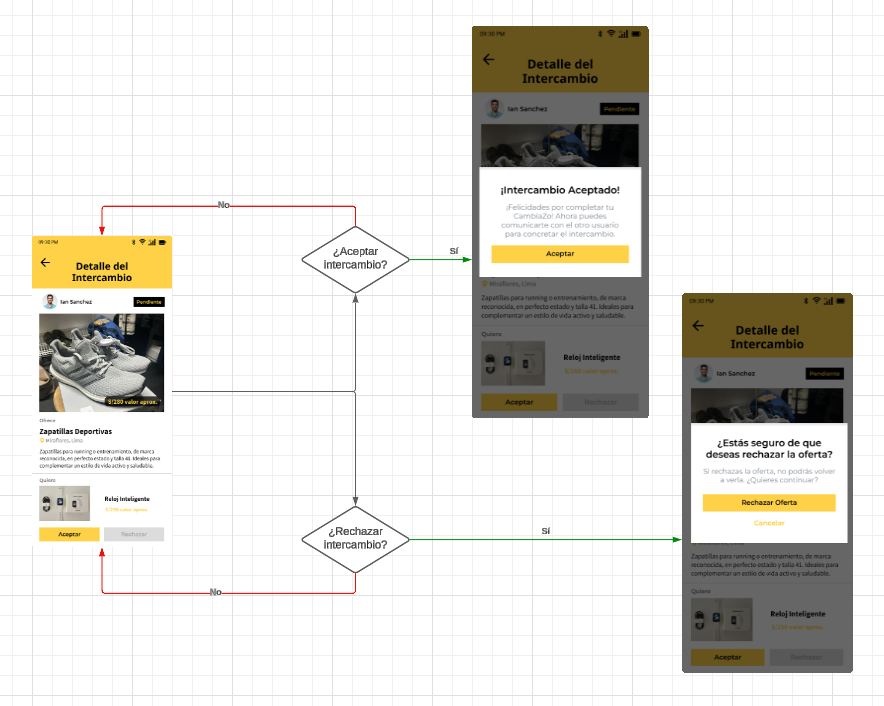 09:30 PM
Detalle del
Intercambio
Ian Sanchez
Pendiente
¡Intercambio Aceptado!
¡Felicidades por completar tu
CambiaZo! Ahora puedes
comunicarte con el otro usuario
para concretar el intercambio.
Aceptar
Miraflores, Lima
Zapatillas para running o entrenamiento, de marca
reconocida, en perfecto estado y talla 41. Ideales para
complementar un estilo de vida activo y saludable.
Quiere
Reloj Inteligente
S/280 valor aprox.
Aceptar
Rechazar
No
¿Aceptar
intercambio?
Sí
09:30 PM
Detalle del
Intercambio
Ian Sanchez
Pendiente
S/280 valor aprox.
Ofrece
Zapatillas Deportivas
Miraflores, Lima
Zapatillas para running o entrenamiento, de marca
reconocida, en perfecto estado y talla 41. Ideales para
complementar un estilo de vida activo y saludable.
Quiere
Reloj Inteligente
S/298 valor aprox.
Aceptar
Rechazar
¿Rechazar
intercambio?
Sí
No
09:30 PM
Detalle del
Intercambio
Ian Sanchez
Pendiente
¿Estás seguro de que
deseas rechazar la oferta?
Si rechazas la oferta, no podrás volver
a verla. ¿Quieres continuar?
Rechazar Oferta
Cancelar
Zapatillas para running o entrenamiento, de marca
reconocida, en perfecto estado y talla 41. Ideales para
complementar un estilo de vida activo y saludable.
Quiere
Reloj Inteligente
valor aprox.
Aceptar
Rechazar